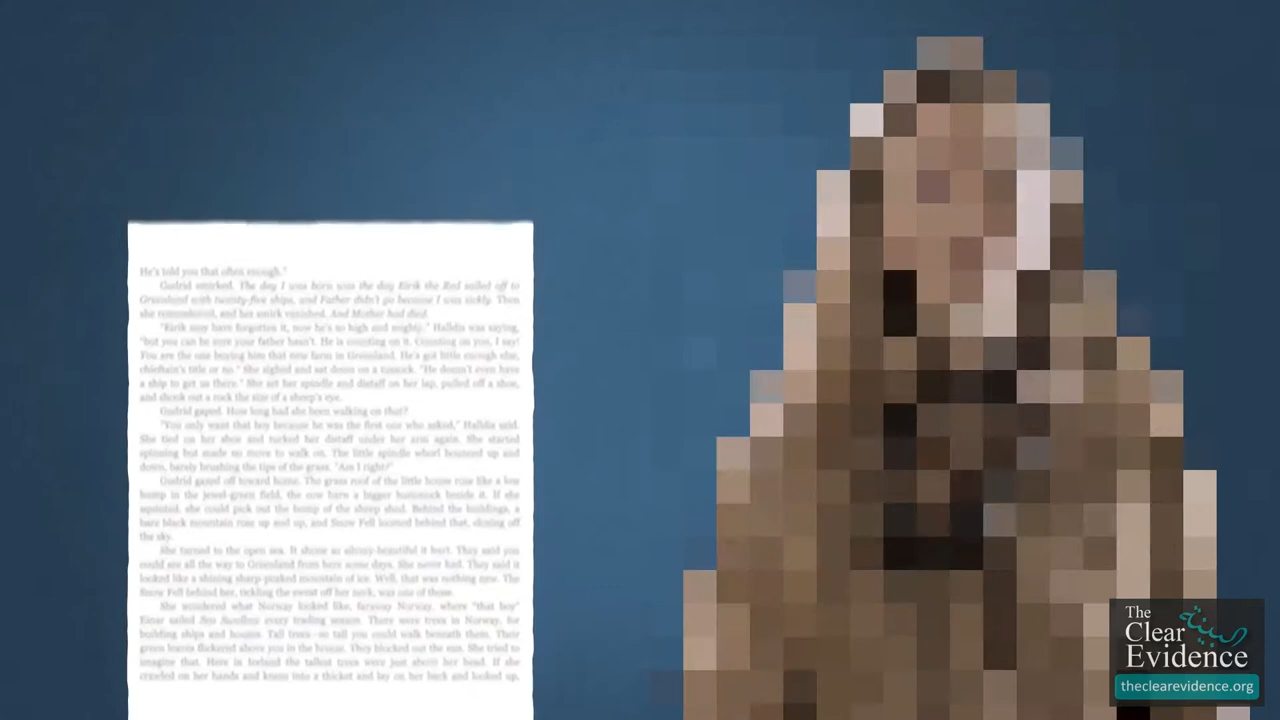 He's told you that often enough."
Gudrid smirked. The day I was born was the day Eirik the Red sailed off to
Greenland with twenty-five ships, and Father didn't go because I was sickly. Then
she remembered, and her smirk vanished. And Mother had died.
"Eirik may have forgotten it, now he's so high and mighty," Halldis was saying,
"but you can be sure your father hasn't. He is counting on it. Counting on you, I say!
You are the one buying him that new farm in Greenland. He's got little enough else,
chieftain's title or no." She sighed and sat down on a tussock. "He doesn't even have
a ship to get us there." She set her spindle and distaff on her lap, pulled off a shoe,
and shook out a rock the size of a sheep's eye.
Gudrid gaped. How long had she been walking on that?
"You only want that boy because he was the first one who asked," Halldis said.
She tied on her shoe and tucked her distaff under her arm again. She started
spinning but made no move to walk on. The little spindle whorl bounced up and
down, barely brushing the tips of the grass. "Am I right?"
Gudrid gazed off toward home. The grass roof of the little house rose like a low
hump in the jewel-green field, the cow barn a bigger hummock beside it. If she
squinted, she could pick out the bump of the sheep shed. Behind the buildings, a
bare black mountain rose up and up, and Snow Fell loomed behind that, closing off
the sky.
She turned to the open sea. It shone so silvery-beautiful it hurt. They said you
could see all the way to Greenland from here some days. She never had. They said it
looked like a shining sharp-peaked mountain of ice. Well, that was nothing new. The
Snow Fell behind her, tickling the sweat off her neck, was one of those.
She wondered what Norway looked like, faraway Norway, where "that boy"
Einar sailed Sea Swallow every trading season. There were trees in Norway, for
building ships and houses. Tall trees—so tall you could walk beneath them. Their
green leaves flickered above you in the breeze. They blocked out the sun. She tried to
imagine that. Here in Iceland the tallest trees were just above her head. If she
crawled on her hands and knees into a thicket and lay on her back and looked up,
The
Clear
Evidence
البينة
theclearevidence.org